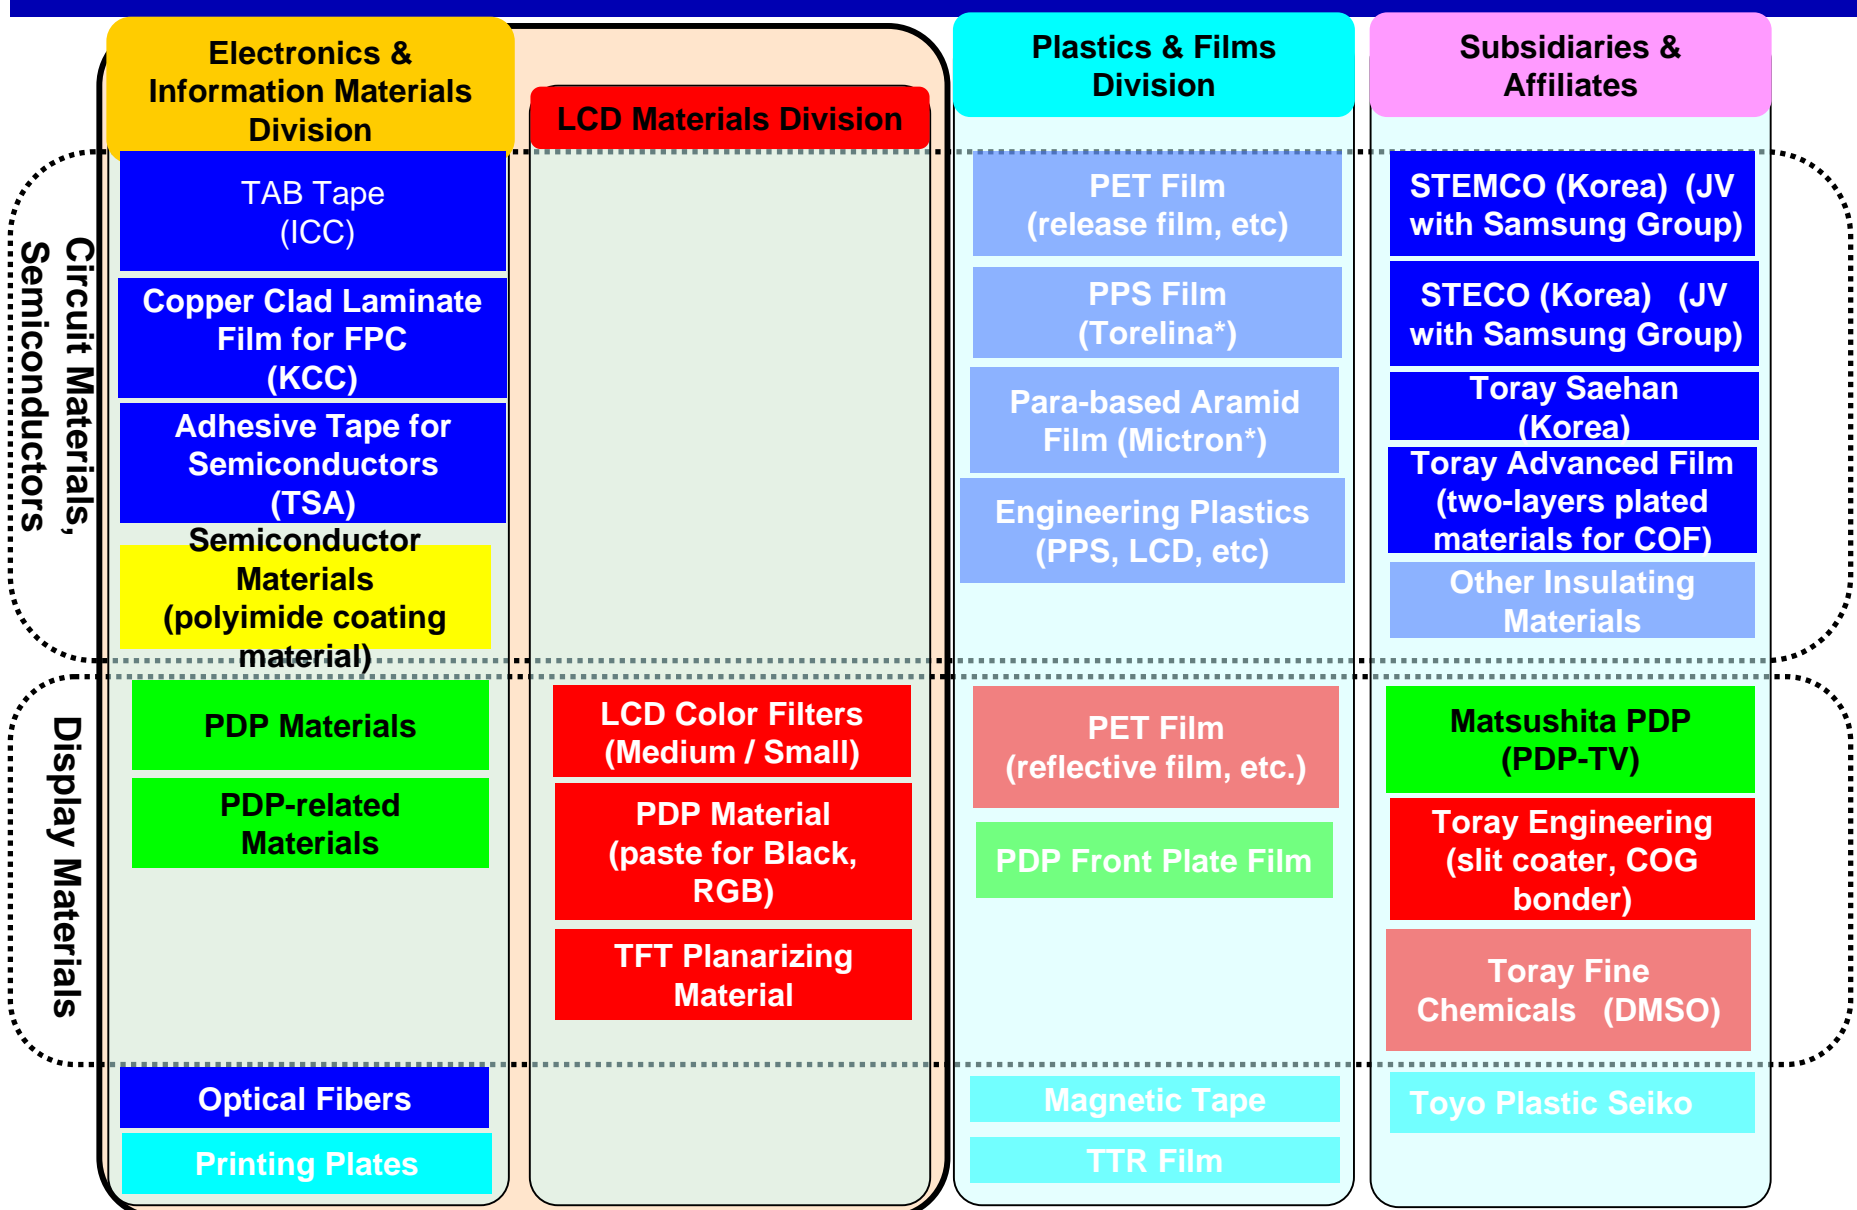 Electronics &
Information Materials
Division
LCD Materials Division
Plastics & Films
Division
Subsidiaries &
Affiliates
Circuit Materials,
Semiconductors
TAB Tape
(ICC)
Copper Clad Laminate
Film for FPC
(KCC)
Adhesive Tape for
Semiconductors
(TSA)
Semiconductor
Materials
(polyimide coating
material)
PET Film
(release film, etc)
PPS Film
(Torelina*)
Para-based Aramid
Film (Mictron*)
Engineering Plastics
(PPS, LCD, etc)
STEMCO (Korea) (JV
with Samsung Group)
STECO (Korea) (JV
with Samsung Group)
Toray Saehan
(Korea)
Toray Advanced Film
(two-layers plated
materials for COF)
Other Insulating
Materials
Display Materials
PDP Materials
PDP-related
Materials
LCD Color Filters
(Medium / Small)
PDP Material
(paste for Black,
RGB)
TFT Planarizing
Material
PET Film
(reflective film, etc.)
PDP Front Plate Film
Matsushita PDP
(PDP-TV)
Toray Engineering
(slit coater, COG
bonder)
Toray Fine
Chemicals (DMSO)
Optical Fibers
Printing Plates
Magnetic Tape
TTR Film
Toyo Plastic Seiko